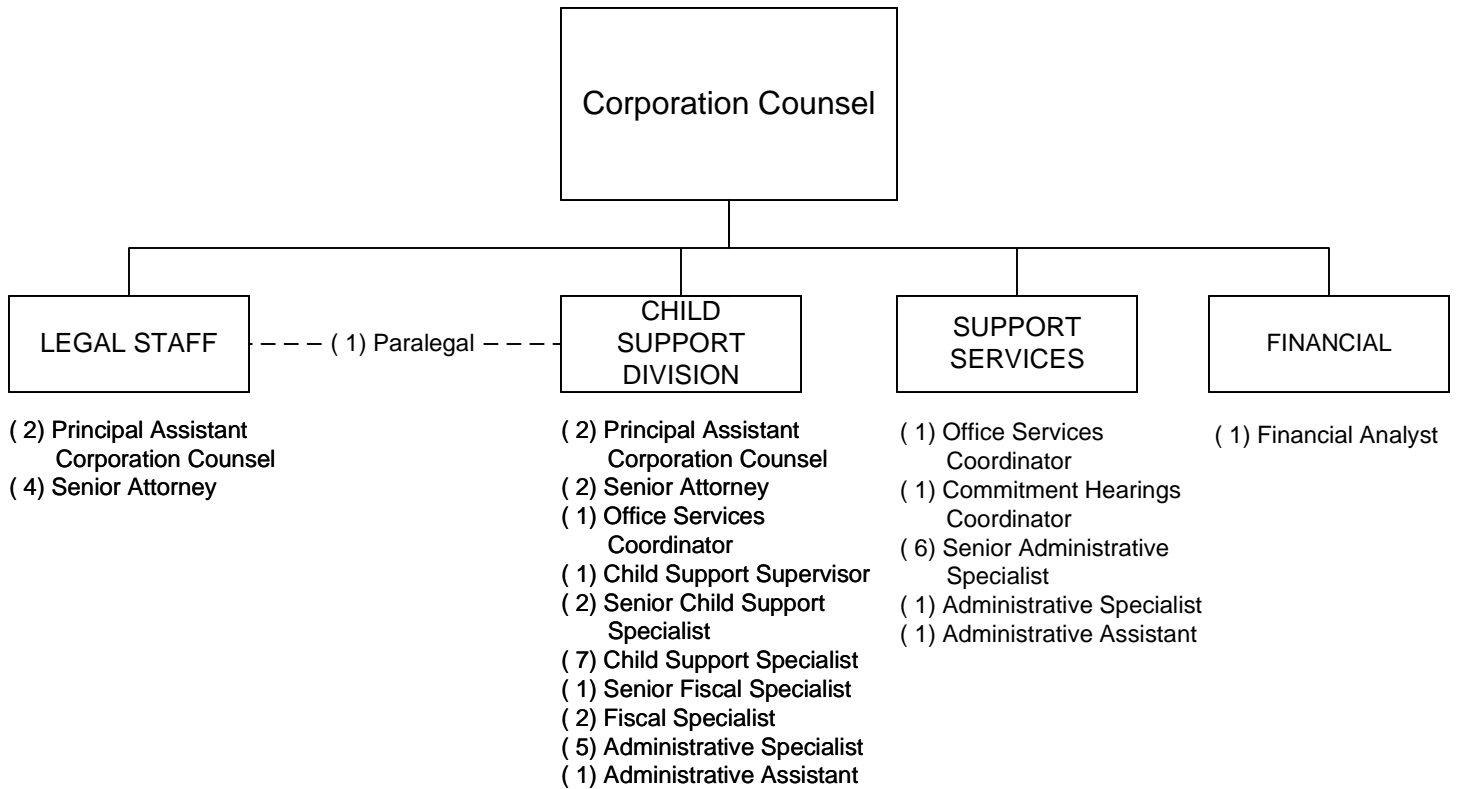 Corporation Counsel
LEGAL STAFF
( 1) Paralegal
CHILD
SUPPORT
DIVISION
SUPPORT
SERVICES
FINANCIAL
( 2) Principal Assistant
Corporation Counsel
( 4) Senior Attorney
( 2) Principal Assistant
Corporation Counsel
( 2) Senior Attorney
( 1) Office Services
Coordinator
( 1) Child Support Supervisor
( 2) Senior Child Support
Specialist
( 7) Child Support Specialist
( 1) Senior Fiscal Specialist
( 2) Fiscal Specialist
( 5) Administrative Specialist
( 1) Administrative Assistant
( 1) Office Services
Coordinator
( 1) Commitment Hearings
Coordinator
( 6) Senior Administrative
Specialist
( 1) Administrative Specialist
( 1) Administrative Assistant
( 1) Financial Analyst